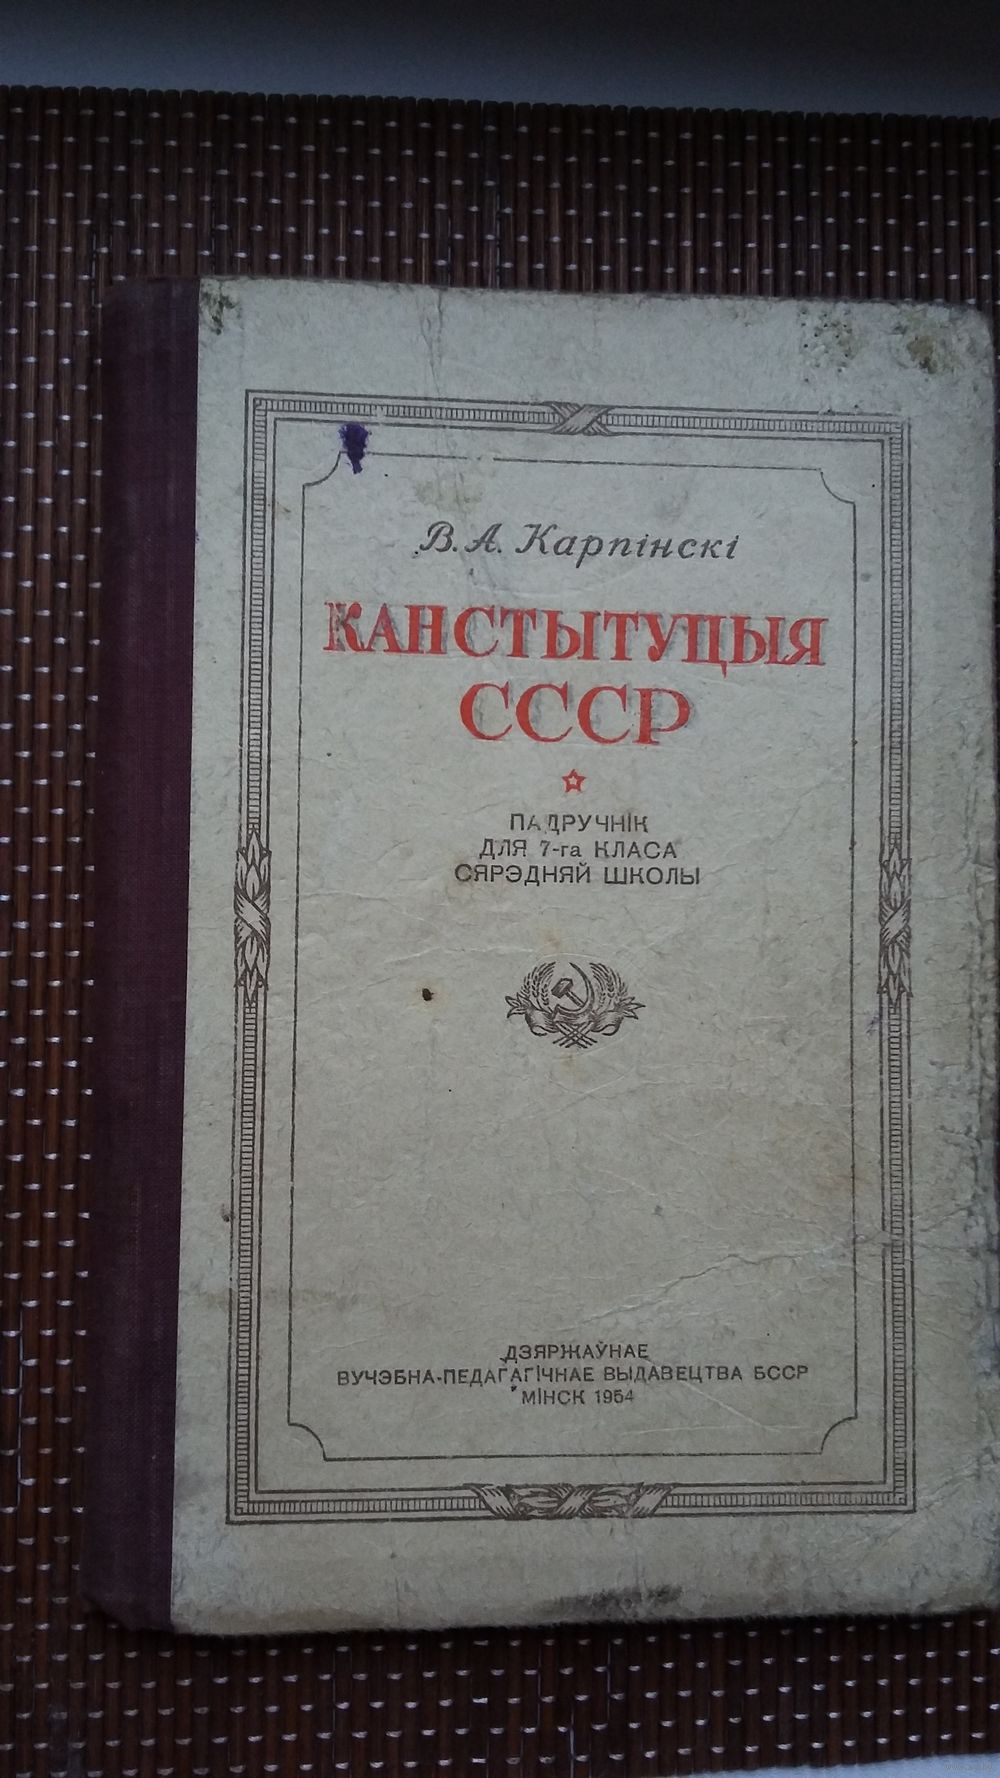 В. А. Карпінскі
КАНСТЫТУЦЫЯ
СССР
ПАДРУЧНІК
ДЛЯ 7-га КЛАСА
СЯРЭДНЯЙ ШКОЛЫ
ДЗЯРЖАЎНАЕ
ВУЧЭБНА-ПЕДАГАГІЧНАЕ ВЫДАВЕЦТВА БССР
МІНСК 1954